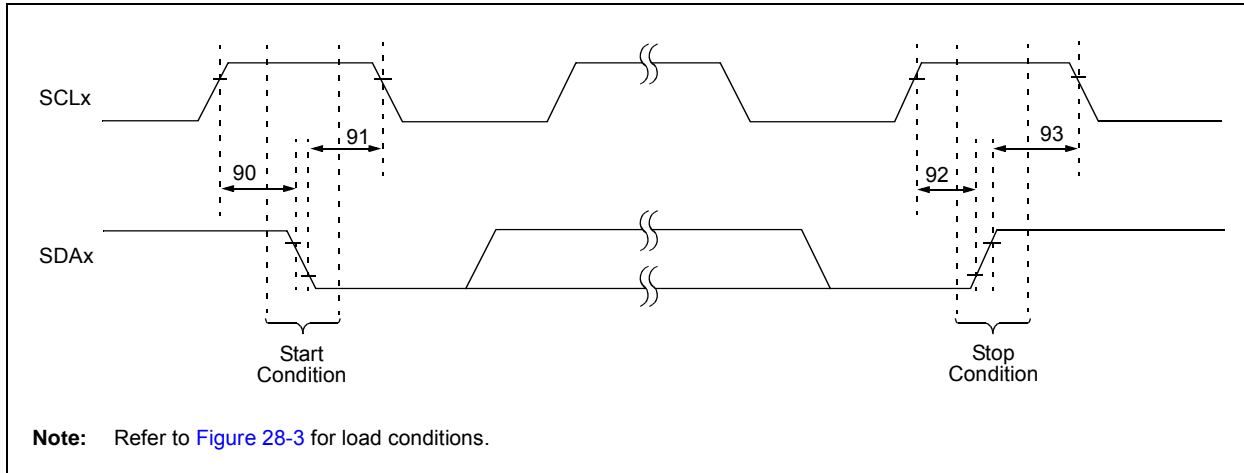 SCLx
91
93
90
92
SDAx
Start
Condition
Stop
Condition
Note: Refer to Figure 28-3 for load conditions.